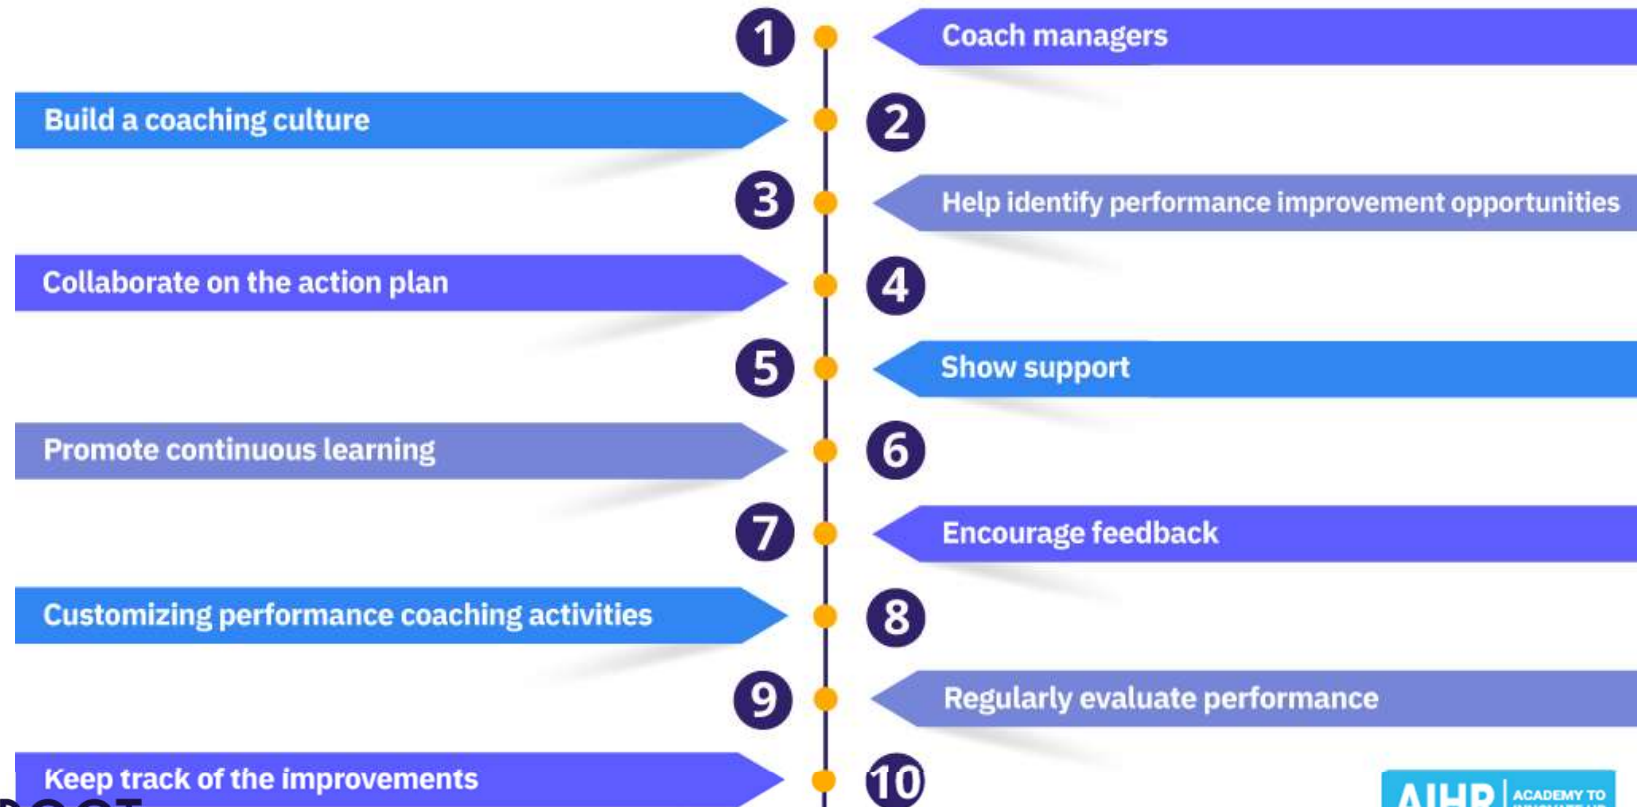 1
Coach managers
Build a coaching culture
2
3
Help identify performance improvement opportunities
Collaborate on the action plan
4
5
Show support
Promote continuous learning
6
7
Encourage feedback
Customizing performance coaching activities
8
9
Regularly evaluate performance
Keep track of the improvements
10
AIHR
ACADEMY TO